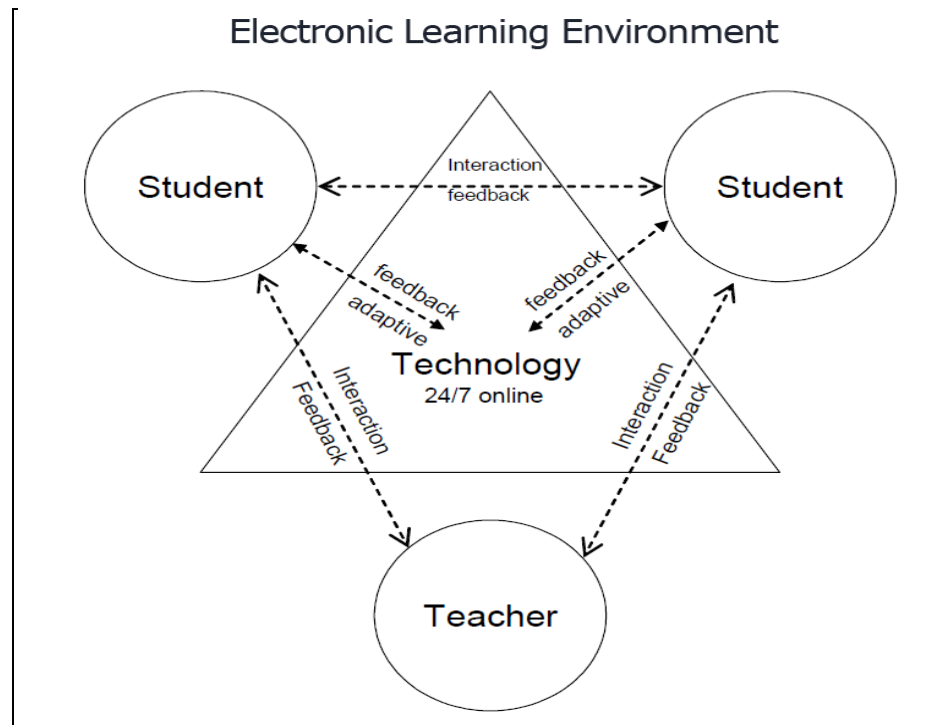 Electronic Learning Environment
Student
Interaction
feedback
Student
feedback
adaptive
feedback
adaptive
Technology
24/7 online
Interaction
Feedback
Interaction
Feedback
Teacher